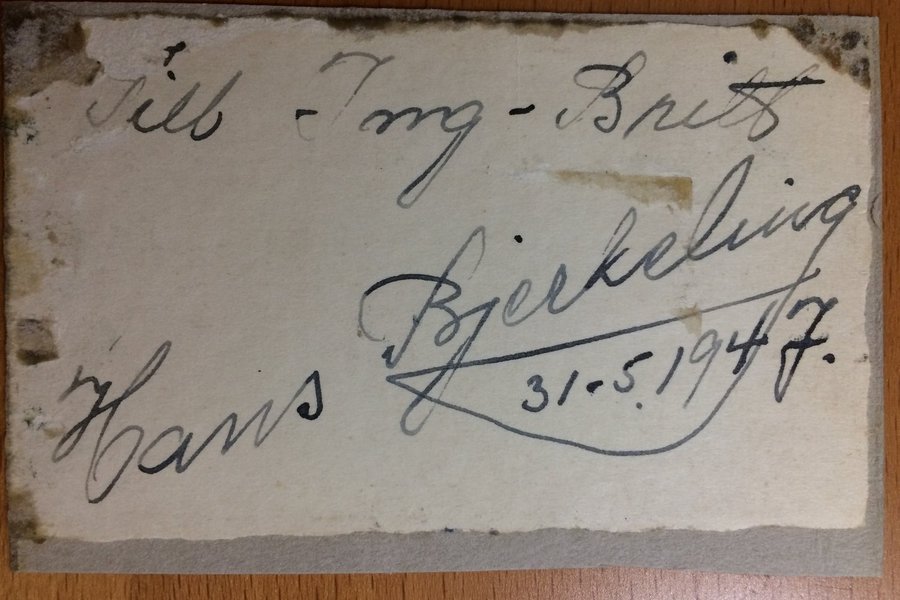 Till Ing-Britt
Hans Bjerkeling
31-5.1947.